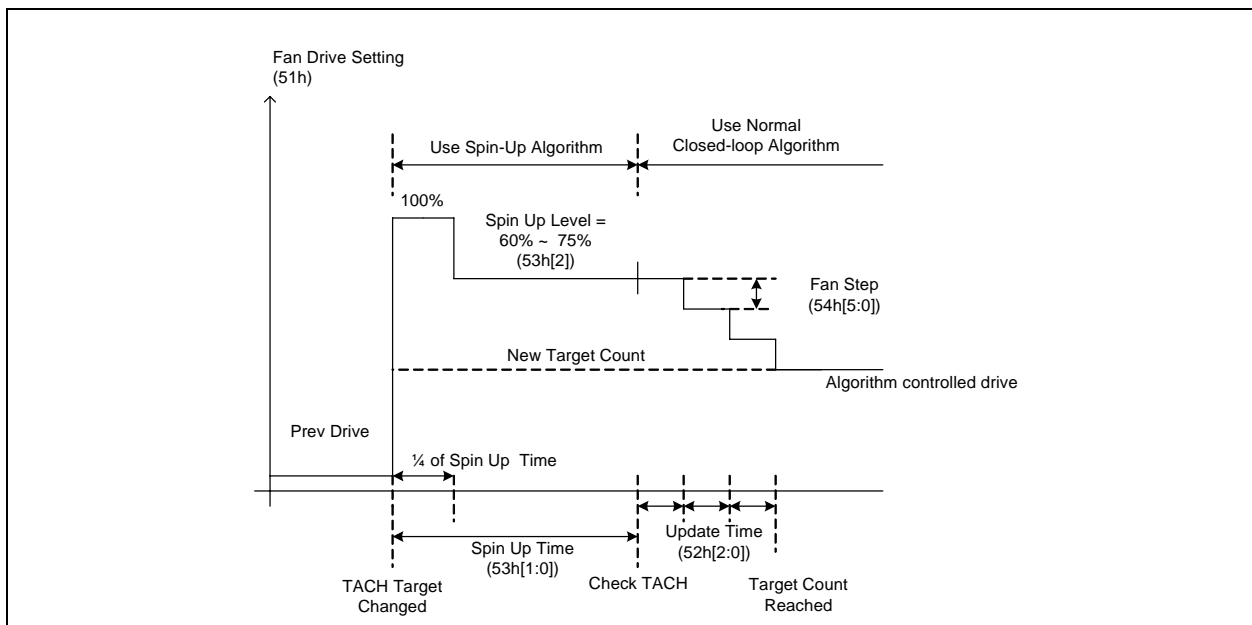 Fan Drive Setting
(51h)
Use Spin-Up Algorithm
Use Normal
Closed-loop Algorithm
100%
Spin Up Level =
60% ~ 75%
(53h[2])
Fan Step
(54h[5:0])
New Target Count
Algorithm controlled drive
Prev Drive
¼ of Spin Up Time
Spin Up Time
(53h[1:0])
Update Time
(52h[2:0])
TACH Target
Changed
Check TACH
Target Count
Reached